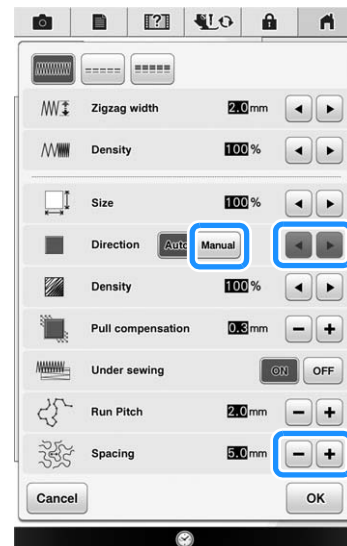 ?
Zigzag width 2.0 mm
Density 100 %
Size 100 %
Direction Auto Manual
Density 100 %
Pull compensation 0.3 mm - +
Under sewing ON OFF
Run Pitch 2.0 mm - +
Spacing 5.0 mm - +
Cancel OK